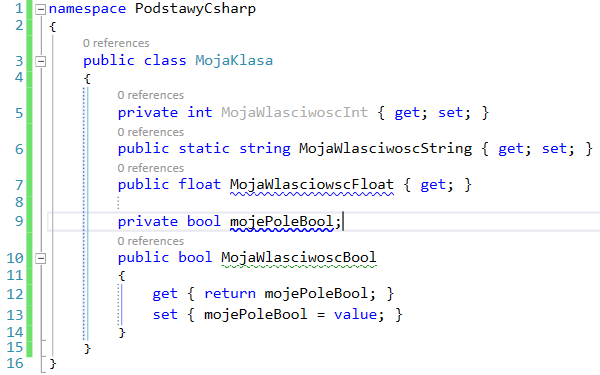 1 namespace PodstawyCsharp
2 {
0 references
3 public class MojaKlasa
4 {
0 references
5 private int MojaWlasciwoscInt { get; set; }
0 references
6 public static string MojaWlasciwoscString { get; set; }
0 references
7 public float MojaWlasciowscFloat { get; }
8
9 private bool mojePoleBool;
0 references
10 public bool MojaWlasciwoscBool
11 {
12 get { return mojePoleBool; }
13 set { mojePoleBool = value; }
14 }
15 }
16 }